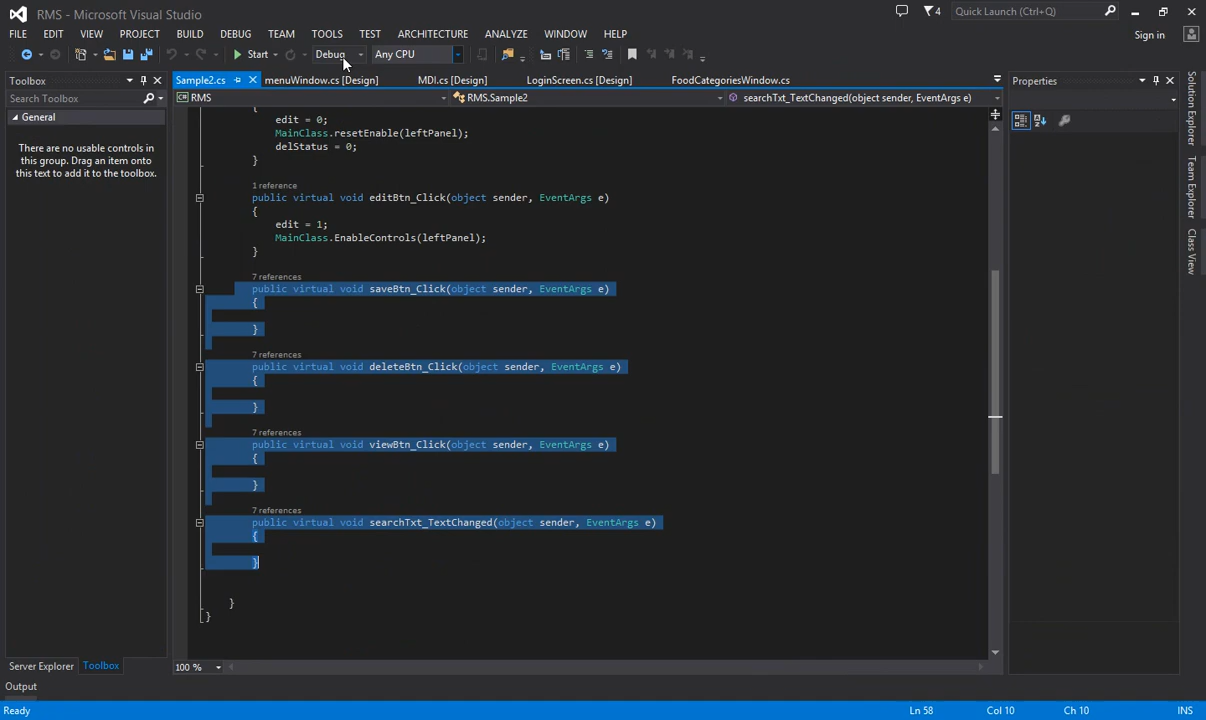 RMS - Microsoft Visual Studio
4
Quick Launch (Ctrl+Q)
FILE EDIT VIEW PROJECT BUILD DEBUG TEAM TOOLS TEST ARCHITECTURE ANALYZE WINDOW HELP
Sign in
Start Debug Any CPU
Toolbox
Sample2.cs menuWindow.cs [Design] MDI.cs [Design] LoginScreen.cs [Design] FoodCategoriesWindow.cs
Properties
Search Toolbox
RMS RMS.Sample2 searchTxt_TextChanged(object sender, EventArgs e)
General
There are no usable controls in
this group. Drag an item onto
this text to add it to the toolbox.
{
edit = 0;
MainClass.resetEnable(leftPanel);
delStatus = 0;
}
1 reference
public virtual void editBtn_Click(object sender, EventArgs e)
{
edit = 1;
MainClass.EnableControls(leftPanel);
}
7 references
public virtual void saveBtn_Click(object sender, EventArgs e)
{
}
7 references
public virtual void deleteBtn_Click(object sender, EventArgs e)
{
}
7 references
public virtual void viewBtn_Click(object sender, EventArgs e)
{
}
7 references
public virtual void searchTxt_TextChanged(object sender, EventArgs e)
{
}
}
}
Solution Explorer
Team Explorer
Class View
100 %
Server Explorer Toolbox
Output
Ready
Ln 58 Col 10 Ch 10 INS